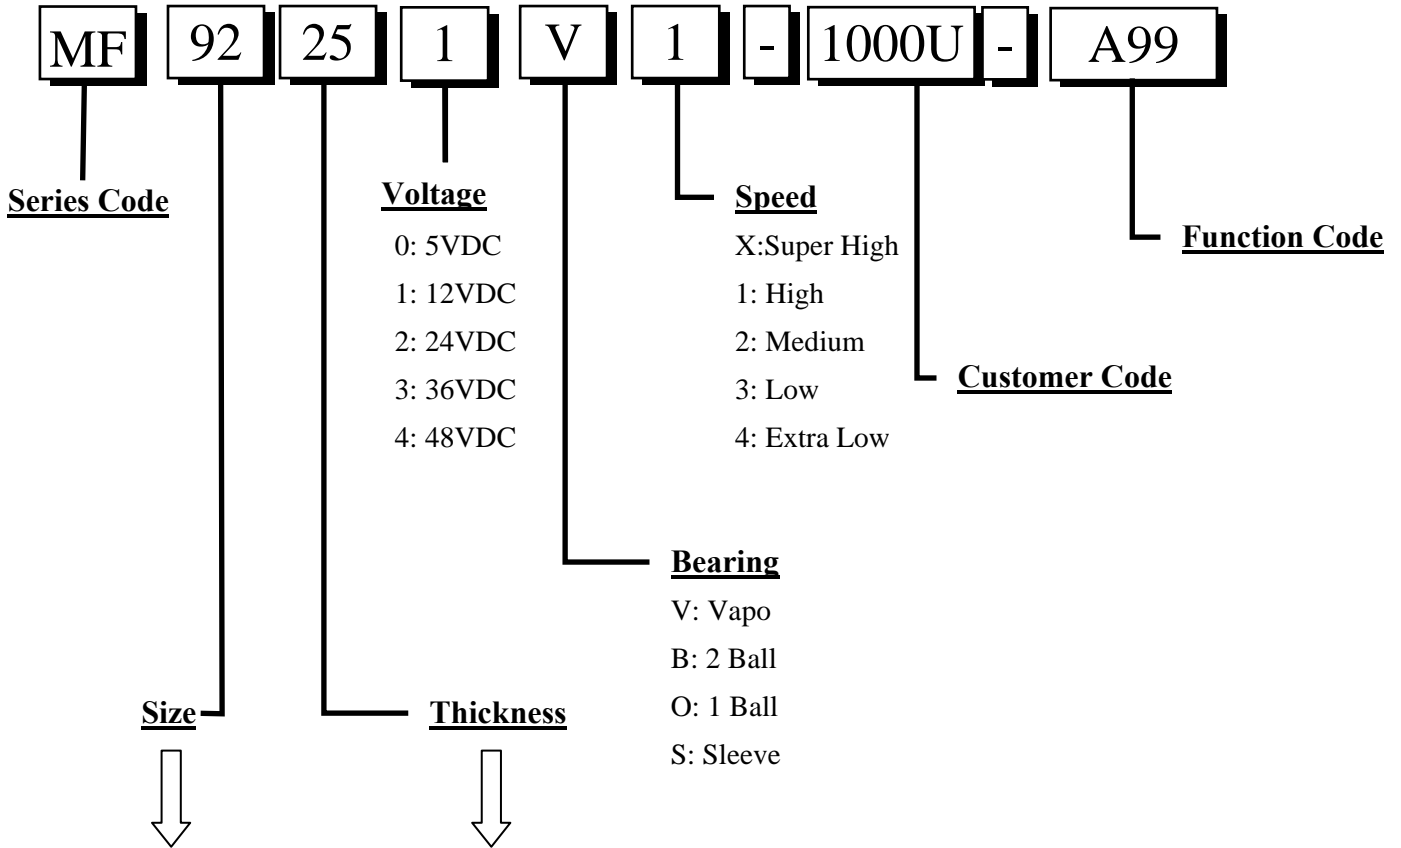 MF 92 25 1 V 1 - 1000U - A99
Series Code
Voltage
0: 5VDC
1: 12VDC
2: 24VDC
3: 36VDC
4: 48VDC
Speed
X:Super High
1: High
2: Medium
3: Low
4: Extra Low
Function Code
Customer Code
Bearing
V: Vapo
B: 2 Ball
O: 1 Ball
S: Sleeve
Size
Thickness